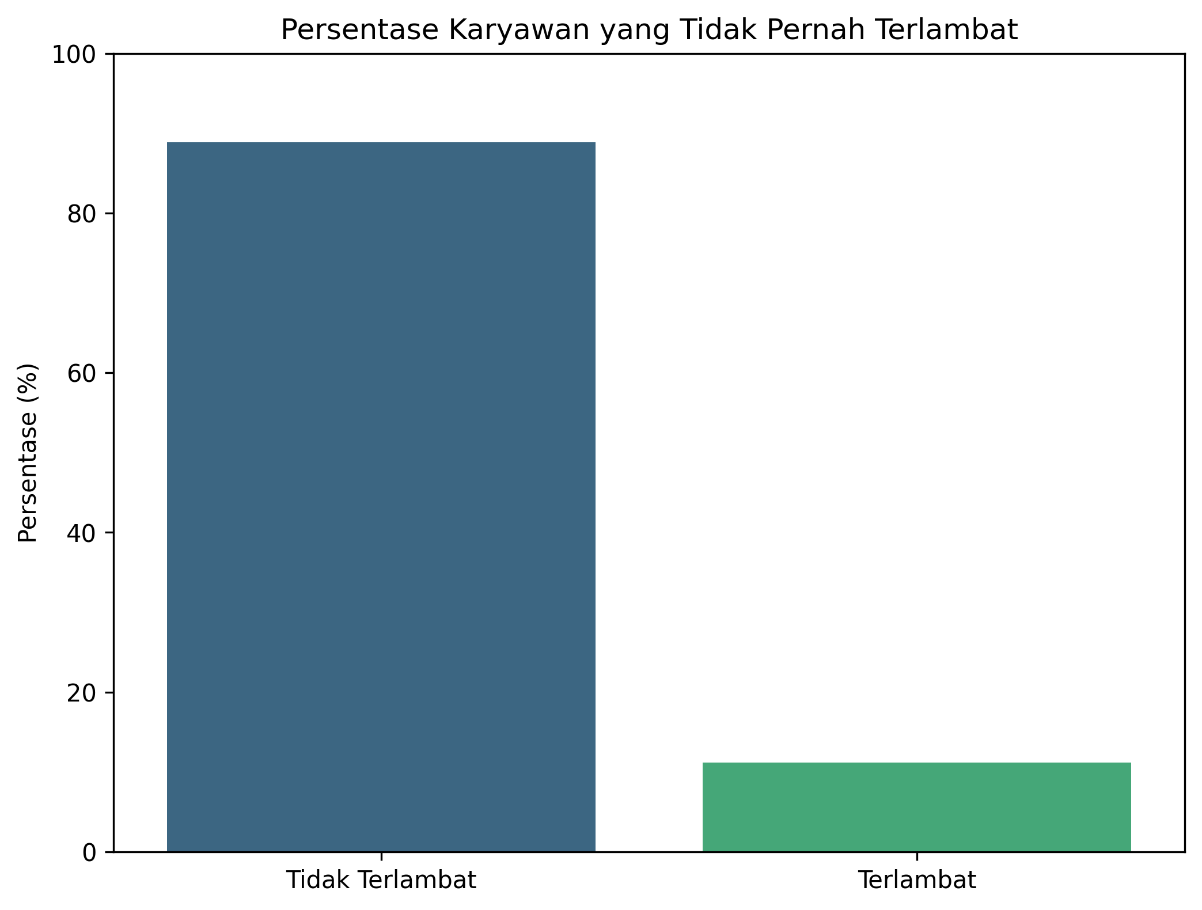 Persentase Karyawan yang Tidak Pernah Terlambat
Persentase (%)
100
80
60
40
20
0
Tidak Terlambat
Terlambat